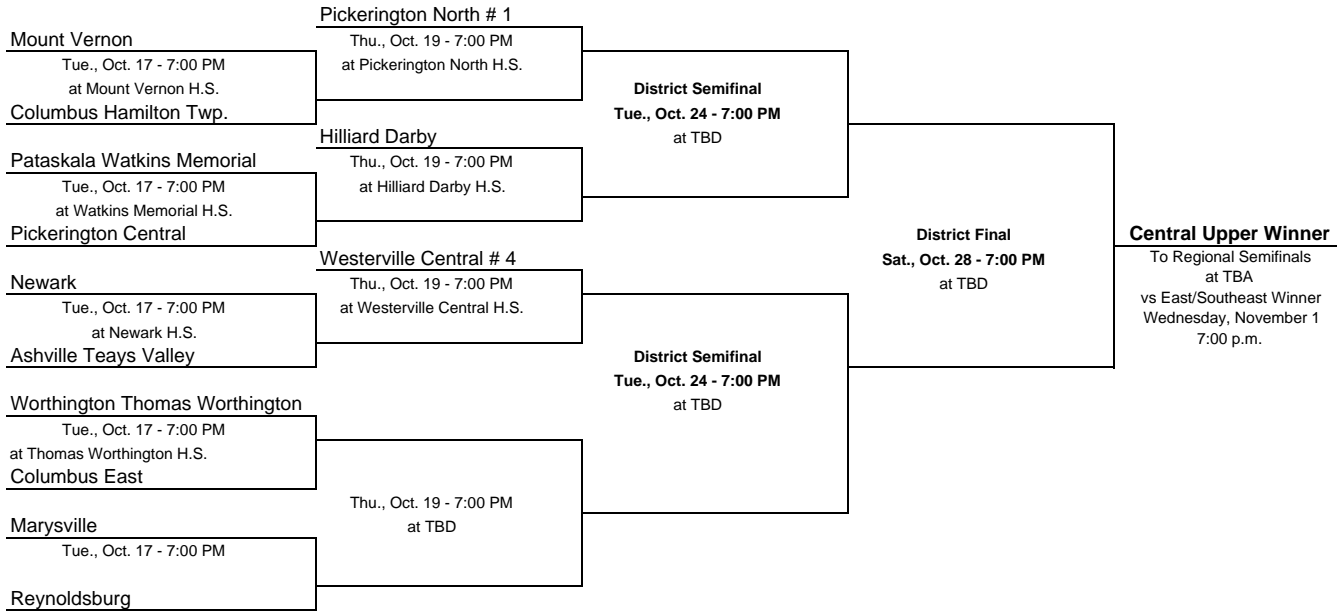 Pickerington North # 1
Mount Vernon
Thu., Oct. 19 - 7:00 PM
Tue., Oct. 17 - 7:00 PM
at Pickerington North H.S.
at Mount Vernon H.S.
District Semifinal
Columbus Hamilton Twp.
Tue., Oct. 24 - 7:00 PM
Hilliard Darby
at TBD
Pataskala Watkins Memorial
Thu., Oct. 19 - 7:00 PM
Tue., Oct. 17 - 7:00 PM
at Hilliard Darby H.S.
at Watkins Memorial H.S.
Pickerington Central
District Final
Central Upper Winner
Westerville Central # 4
Sat., Oct. 28 - 7:00 PM
To Regional Semifinals
Newark
Thu., Oct. 19 - 7:00 PM
at TBD
at TBA
Tue., Oct. 17 - 7:00 PM
at Westerville Central H.S.
vs East/Southeast Winner
at Newark H.S.
Wednesday, November 1
Ashville Teays Valley
District Semifinal
7:00 p.m.
Tue., Oct. 24 - 7:00 PM
Worthington Thomas Worthington
at TBD
Tue., Oct. 17 - 7:00 PM
at Thomas Worthington H.S.
Columbus East
Thu., Oct. 19 - 7:00 PM
Marysville
at TBD
Tue., Oct. 17 - 7:00 PM
Reynoldsburg